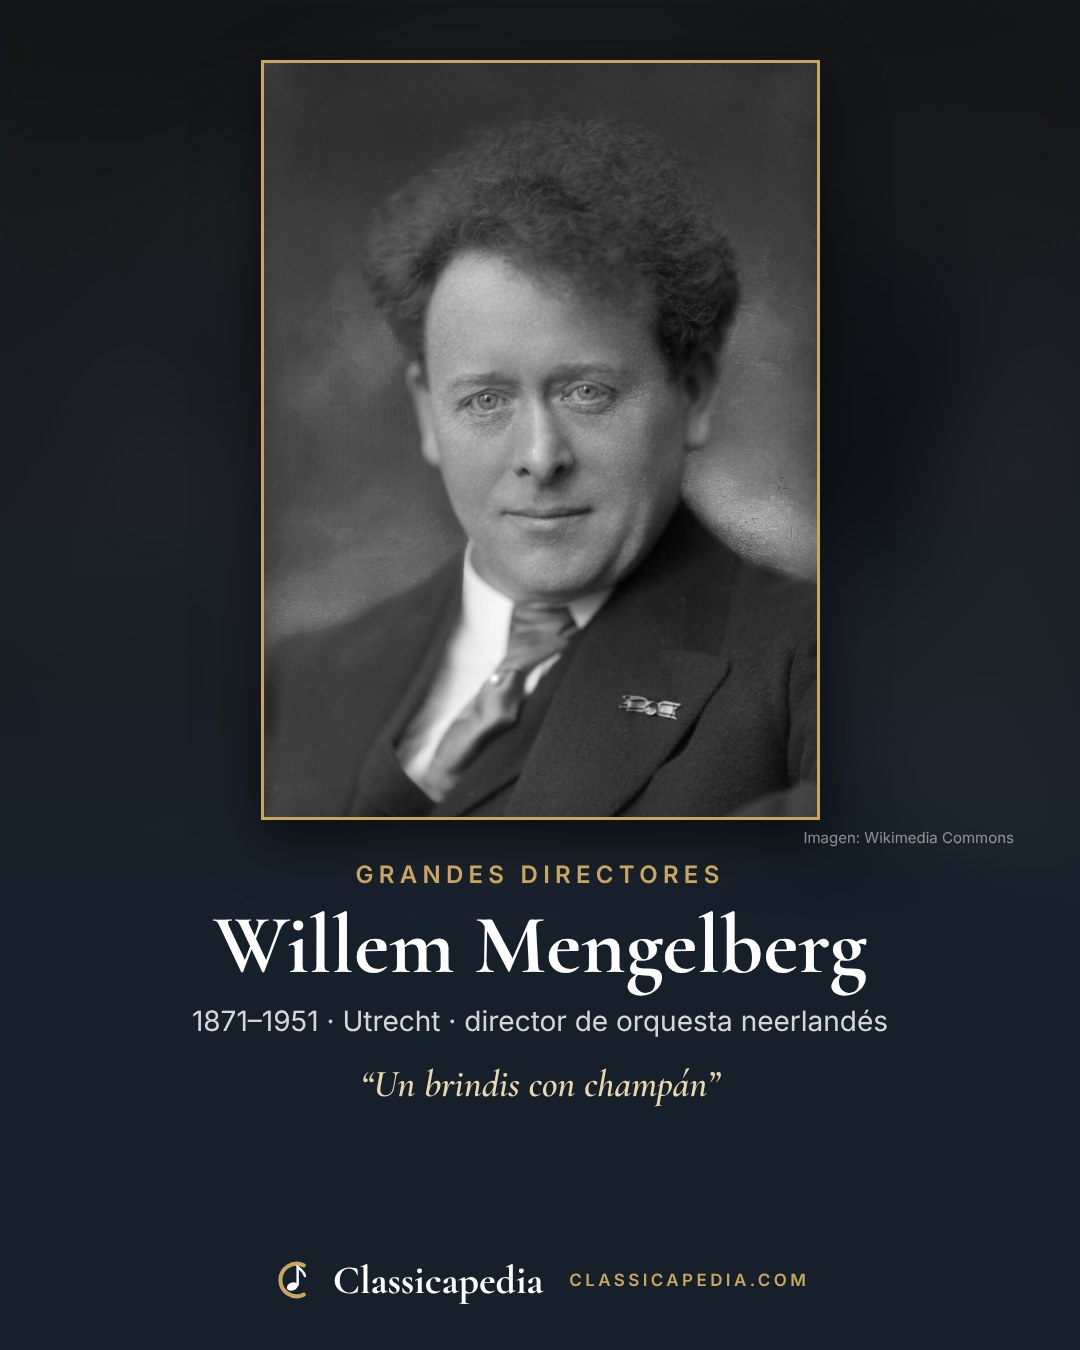 Imagen: Wikimedia Commons
GRANDES DIRECTORES
Willem Mengelberg
1871–1951 · Utrecht · director de orquesta neerlandés
“Un brindis con champán”
Classicapedia CLASSICAPEDIA.COM